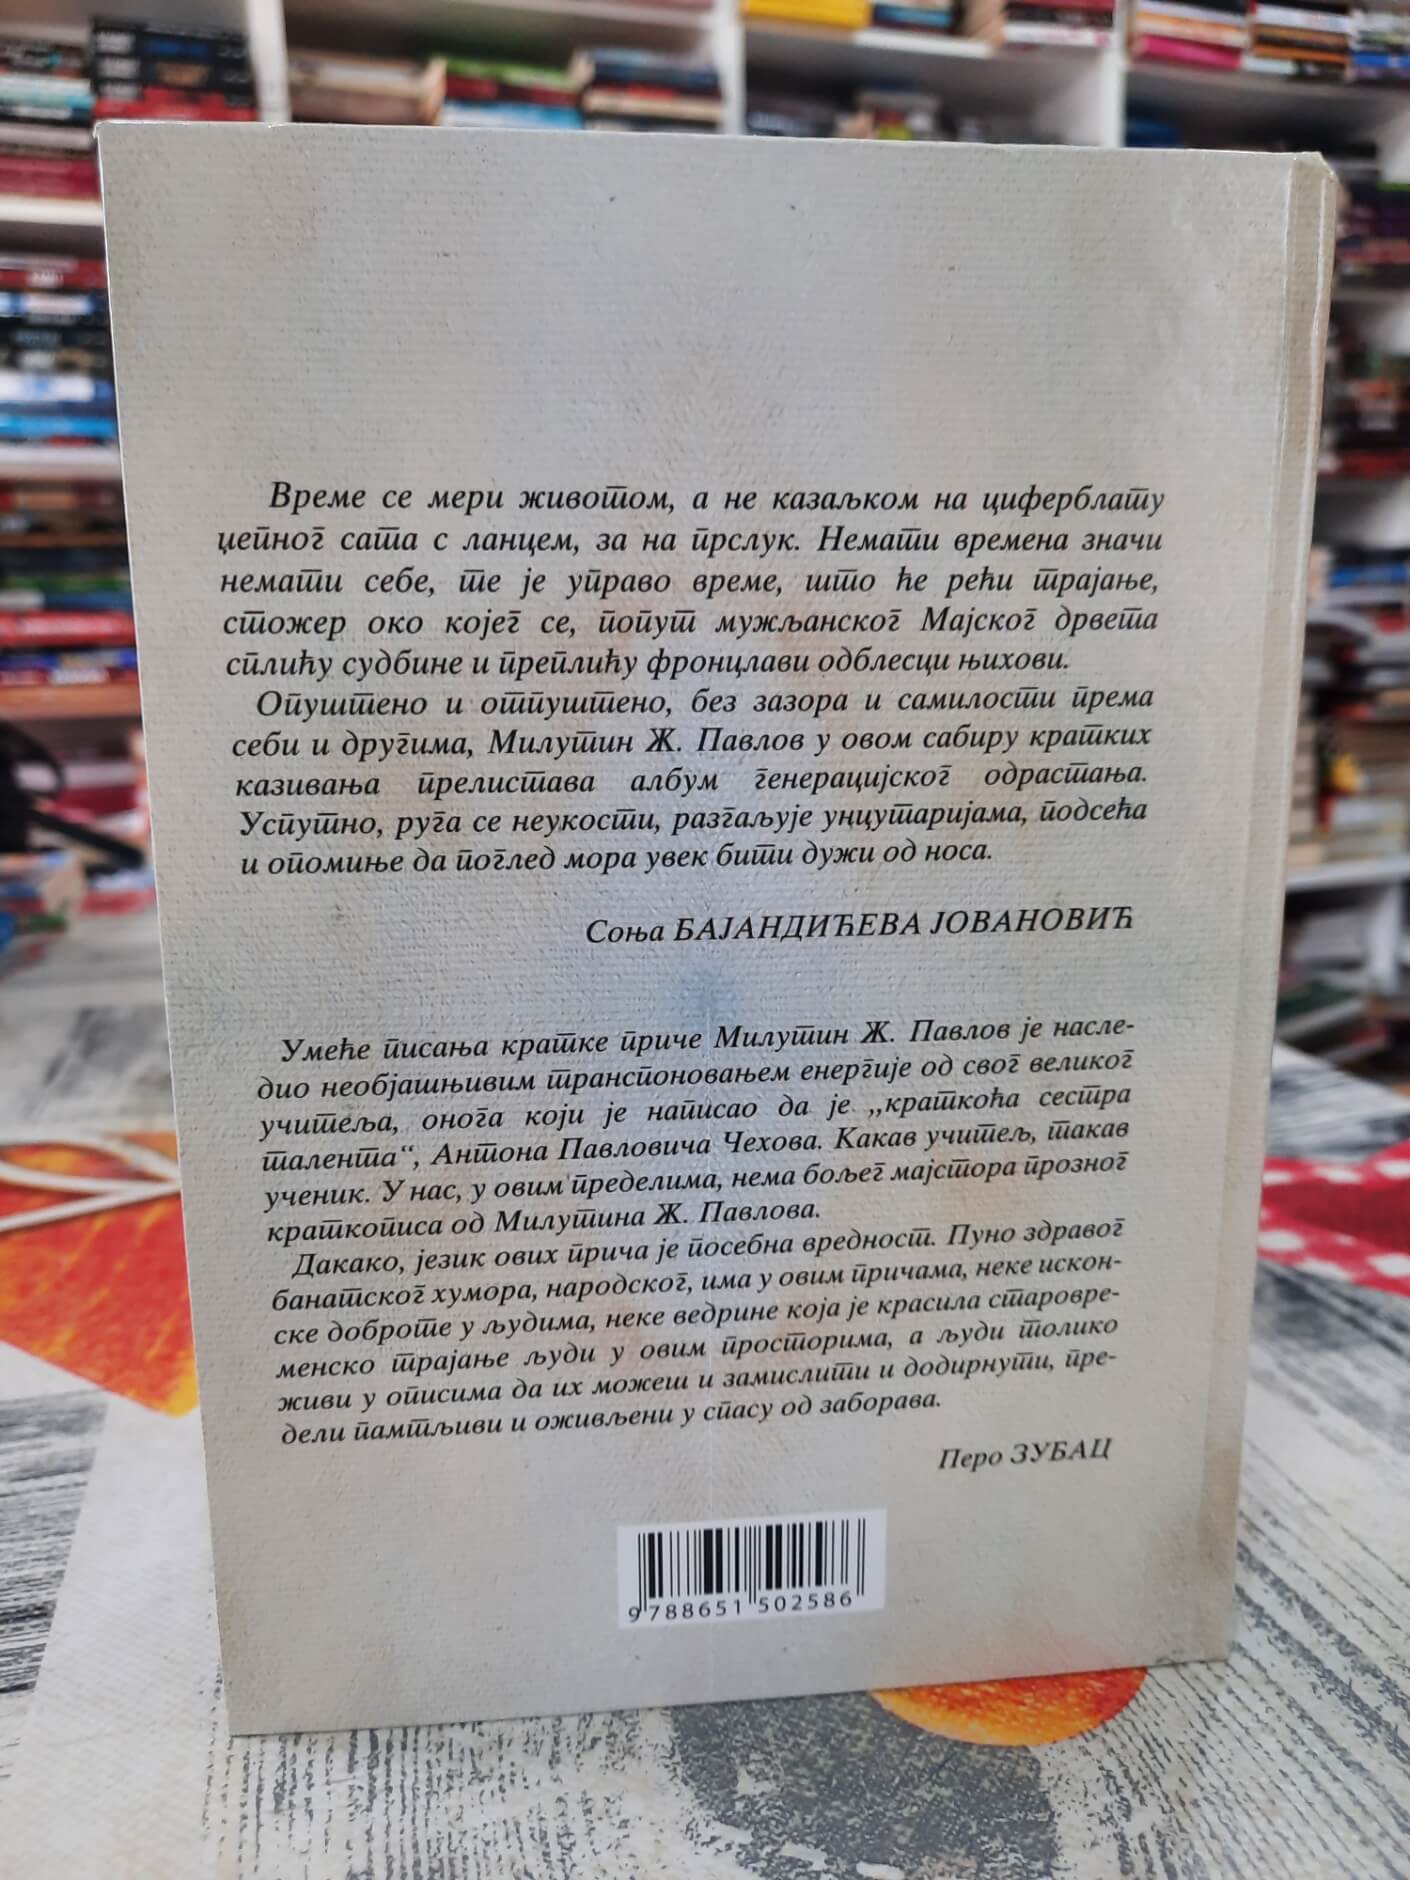 Време се мери животом, а не казаљком на циферблату
џепног сата с ланцем, за на прслук. Немати времена значи
немати себе, те је управо време, што ће рећи трајање,
стожер око којег се, попут мужљанског Мајског дрвета
сплићу судбине и преплићу фронцлави одблесци њихови.
Опуштено и отпуштено, без зазора и самилости према
себи и другима, Милутин Ж. Павлов у овом сабиру кратких
казивања прелистава албум генерацијског одрастања.
Успутно, руга се неукости, разгаљује унцутаријама, подсећа
и опомиње да поглед мора увек бити дужи од носа.
Соња БАЈАНДИЋЕВА ЈОВАНОВИЋ
Умеће писања кратке приче Милутин Ж. Павлов је насле-
дио необјашњивим транспоновањем енергије од свог великог
учитеља, онога који је написао да је „краткоћа сестра
талента“, Антона Павловича Чехова. Какав учитељ, такав
ученик. У нас, у овим пределима, нема бољег мајстора прозног
краткописа од Милутина Ж. Павлова.
Дакако, језик ових прича је посебна вредност. Пуно здравог
банатског хумора, народског, има у овим причама, неке искон-
ске доброте у људима, неке ведрине која је красила старовре-
менско трајање људи у овим просторима, а људи толико
живи у описима да их можеш и замислити и додирнути, пре-
дели памтљиви и оживљени у спасу од заборава.
Перо ЗУБАЦ
9 788651 502586